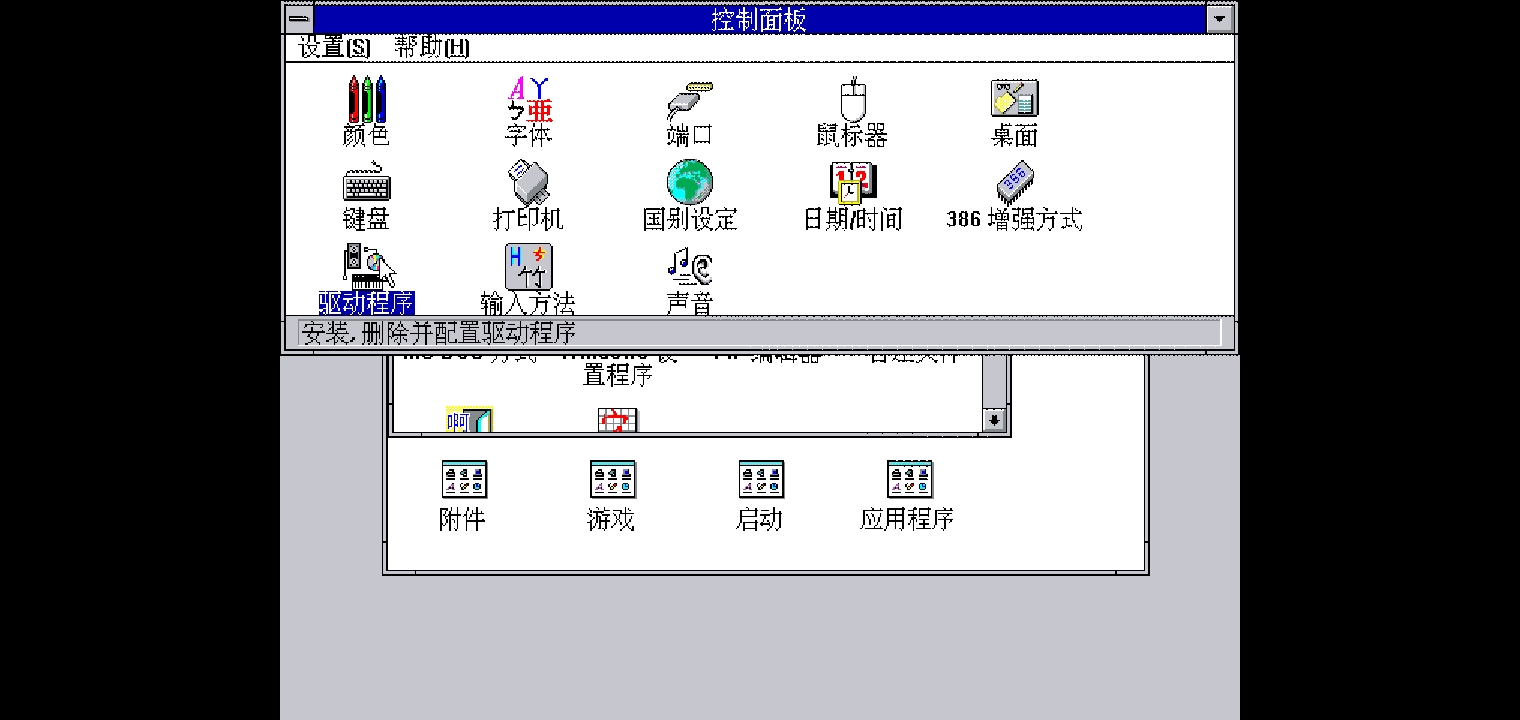 控制面板
设置(S) 帮助(H)
颜色 字体 端口 鼠标器 桌面
键盘 打印机 国别设定 日期/时间 386 增强方式
驱动程序 输入方法 声音
安装,删除并配置驱动程序
置程序
附件 游戏 启动 应用程序